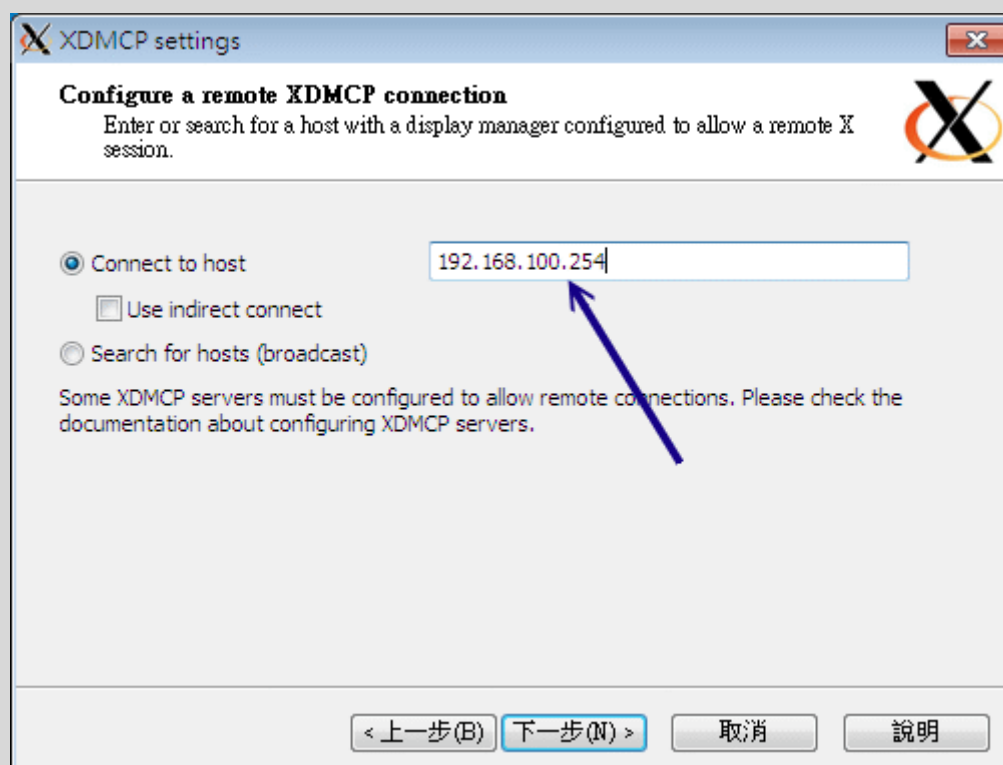 XDMCP settings
Configure a remote XDMCP connection
Enter or search for a host with a display manager configured to allow a remote X
session.
Connect to host
192.168.100.254
Use indirect connect
Search for hosts (broadcast)
Some XDMCP servers must be configured to allow remote connections. Please check the
documentation about configuring XDMCP servers.
< 上一步(B)
下一步(N) >
取消
說明